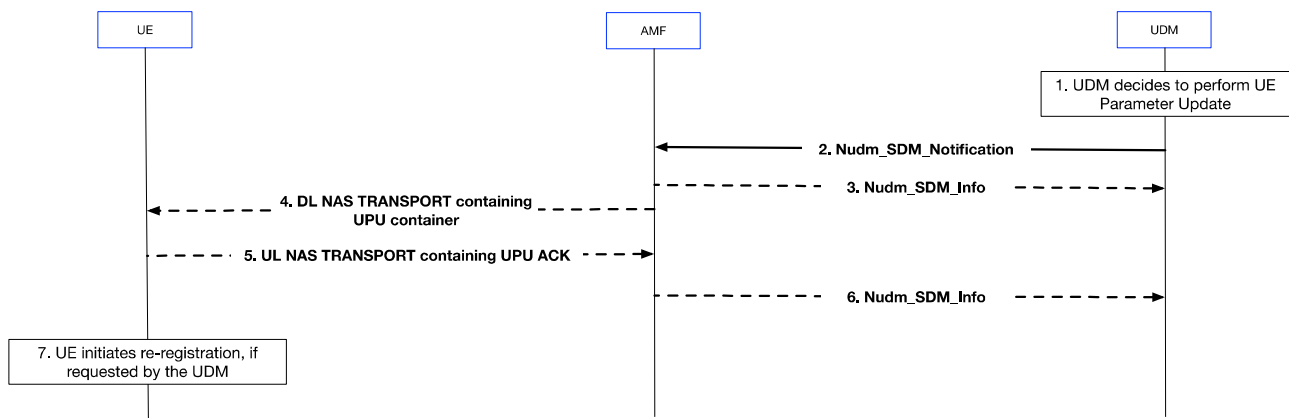 UE
AMF
UDM
1. UDM decides to perform UE
Parameter Update
2. Nudm_SDM_Notification
3. Nudm_SDM_Info
4. DL NAS TRANSPORT containing
UPU container
5. UL NAS TRANSPORT containing UPU ACK
6. Nudm_SDM_Info
7. UE initiates re-registration, if
requested by the UDM